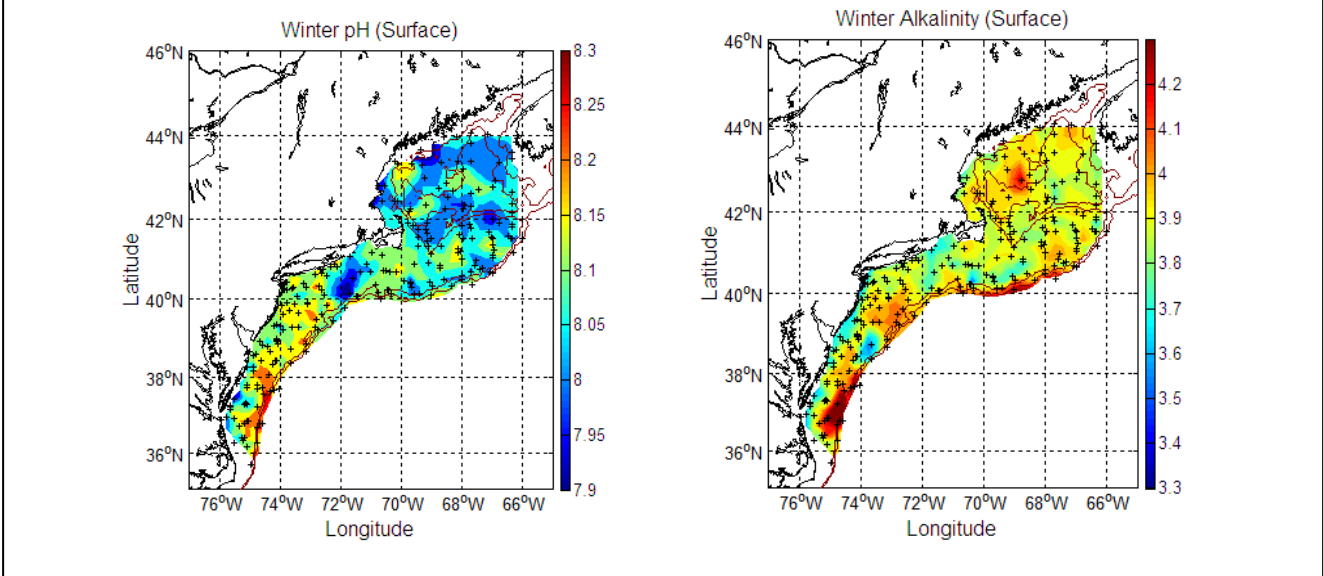 Winter pH (Surface)
46°N
44°N
42°N
40°N
38°N
36°N
Latitude
76°W 74°W 72°W 70°W 68°W 66°W
Longitude
8.3
8.25
8.2
8.15
8.1
8.05
8
7.95
7.9
Winter Alkalinity (Surface)
46°N
44°N
42°N
40°N
38°N
36°N
Latitude
76°W 74°W 72°W 70°W 68°W 66°W
Longitude
4.2
4.1
4
3.9
3.8
3.7
3.6
3.5
3.4
3.3